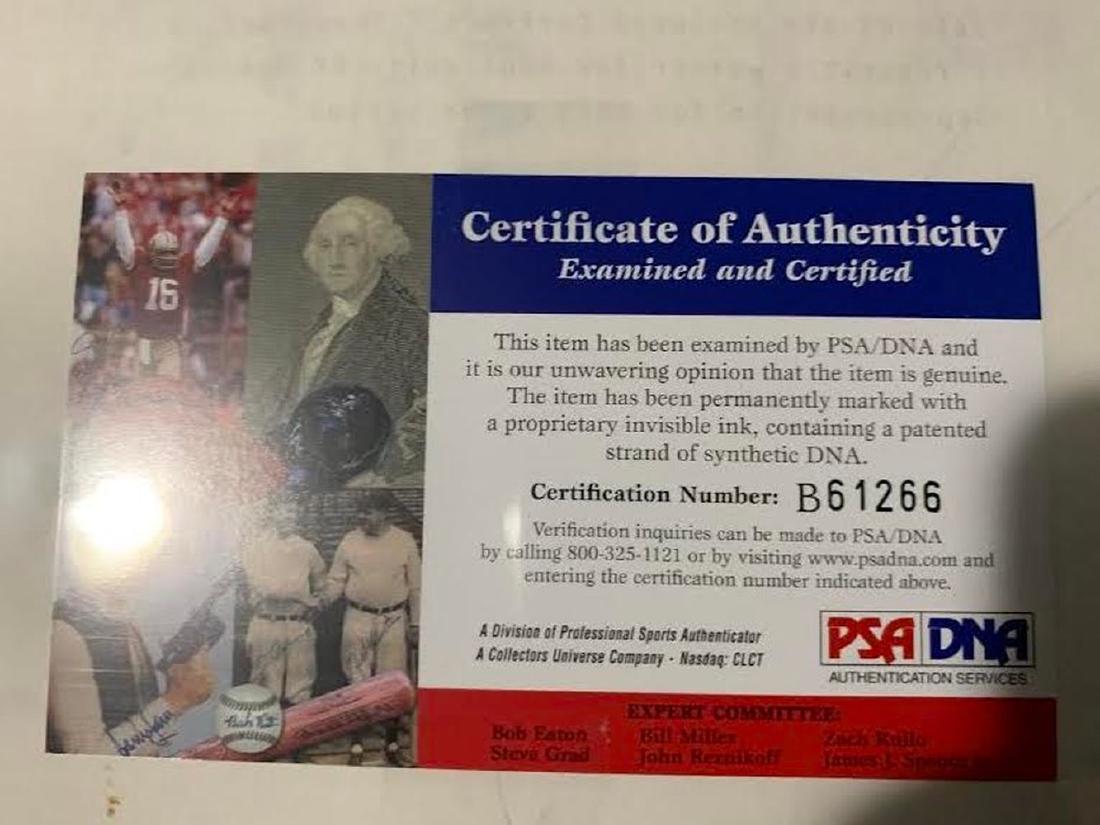 16
Certificate of Authenticity
Examined and Certified
This item has been examined by PSA/DNA and
it is our unwavering opinion that the item is genuine.
The item has been permanently marked with
a proprietary invisible ink, containing a patented
strand of synthetic DNA.
Certification Number: B61266
Verification inquiries can be made to PSA/DNA
by calling 800-325-1121 or by visiting www.psadna.com and
entering the certification number indicated above.
A Division of Professional Sports Authenticator
A Collectors Universe Company - Nasdaq: CLCT
PSA DNA
AUTHENTICATION SERVICES
EXPERT COMMITTEE:
Bob Eaton Bill Miller Zach Rullo
Steve Grad John Reznikoff James J.